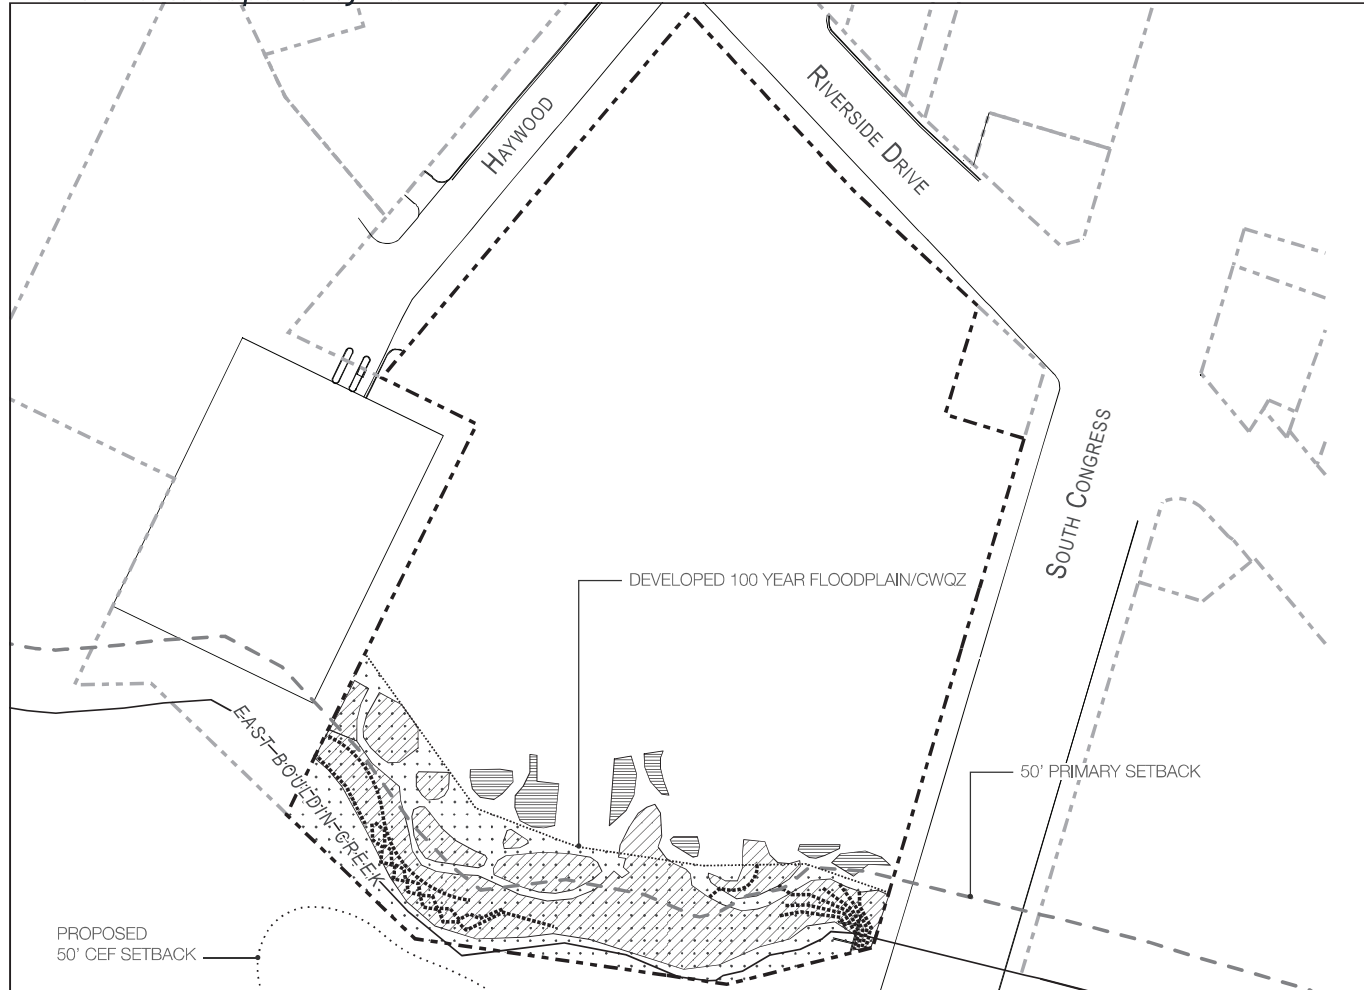 HAYWOOD
RIVERSIDE DRIVE
SOUTH CONGRESS
DEVELOPED 100 YEAR FLOODPLAIN/CWQZ
EAST BOULDIN CREEK
50' PRIMARY SETBACK
PROPOSED
50' CEF SETBACK